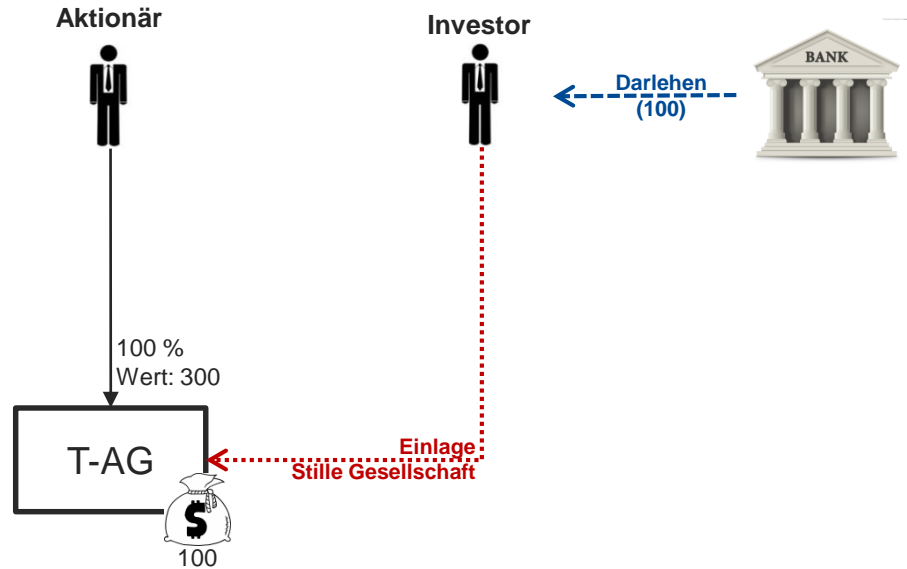 Aktionär
Investor
BANK
Darlehen
(100)
100 %
Wert: 300
T-AG
Einlage
Stille Gesellschaft
$
100